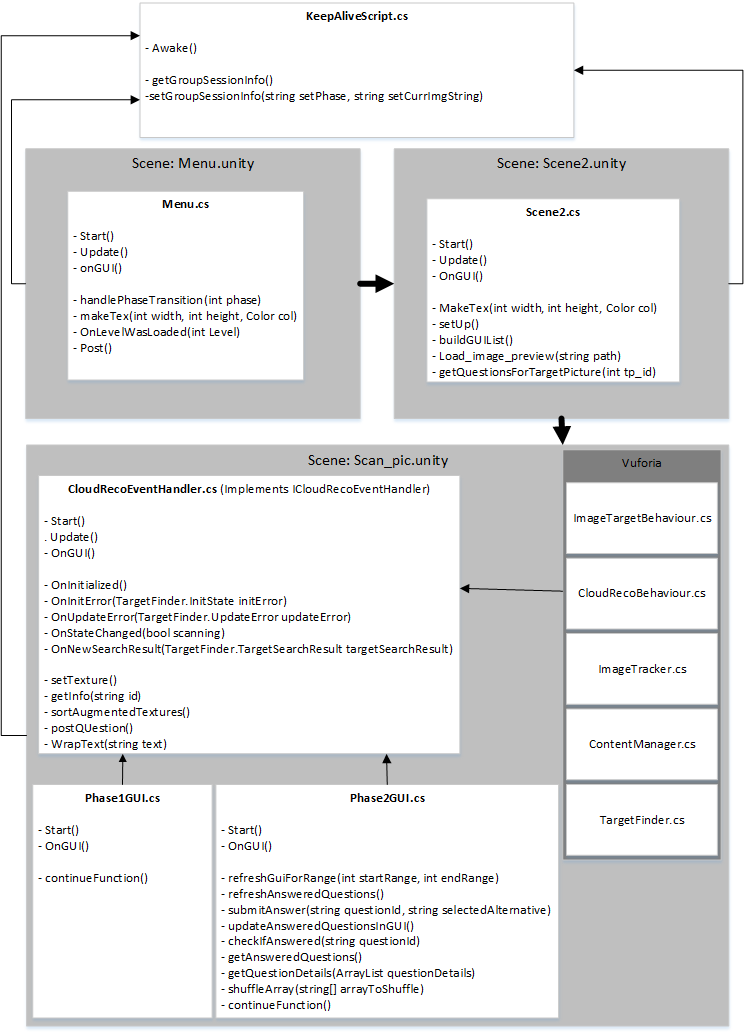 KeepAliveScript.cs
- Awake()
- getGroupSessionInfo()
-setGroupSessionInfo(string setPhase, string setCurrImgString)
Scene: Menu.unity
Menu.cs
- Start()
- Update()
- onGUI()
- handlePhaseTransition(int phase)
- makeTex(int width, int height, Color col)
- OnLevelWasLoaded(int Level)
- Post()
Scene: Scene2.unity
Scene2.cs
- Start()
- Update()
- OnGUI()
- MakeTex(int width, int height, Color col)
- setUp()
- buildGUIList()
- Load_image_preview(string path)
- getQuestionsForTargetPicture(int tp_id)
Scene: Scan_pic.unity
CloudRecoEventHandler.cs (Implements ICloudRecoEventHandler)
- Start()
. Update()
- OnGUI()
- OnInitialized()
- OnInitError(TargetFinder.InitState initError)
- OnUpdateError(TargetFinder.UpdateError updateError)
- OnStateChanged(bool scanning)
- OnNewSearchResult(TargetFinder.TargetSearchResult targetSearchResult)
- setTexture()
- getInfo(string id)
- sortAugmentedTextures()
- postQUestion()
- WrapText(string text)
Vuforia
ImageTargetBehaviour.cs
CloudRecoBehaviour.cs
ImageTracker.cs
ContentManager.cs
TargetFinder.cs
Phase1GUI.cs
- Start()
- OnGUI()
- continueFunction()
Phase2GUI.cs
- Start()
- OnGUI()
- refreshGuiForRange(int startRange, int endRange)
- refreshAnsweredQuestions()
- submitAnswer(string questionId, string selectedAlternative)
- updateAnsweredQuestionsInGUI()
- checkIfAnswered(string questionId)
- getAnsweredQuestions()
- getQuestionDetails(ArrayList questionDetails)
- shuffleArray(string[] arrayToShuffle)
- continueFunction()